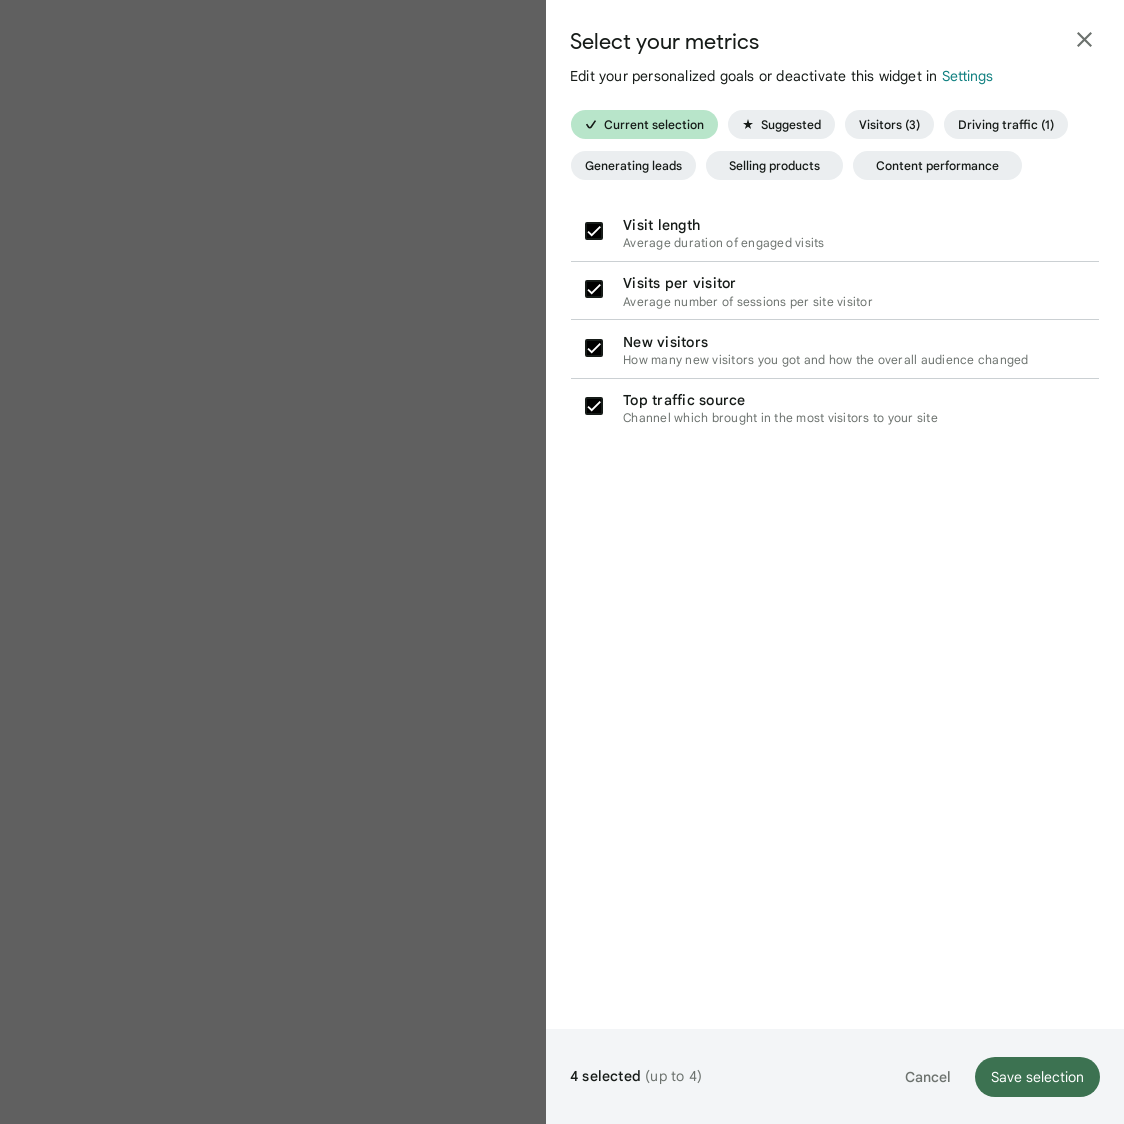 Select your metrics
Edit your personalized goals or deactivate this widget in Settings
Current selection
Suggested
Visitors (3)
Driving traffic (1)
Generating leads
Selling products
Content performance
Visit length
Average duration of engaged visits
Visits per visitor
Average number of sessions per site visitor
New visitors
How many new visitors you got and how the overall audience changed
Top traffic source
Channel which brought in the most visitors to your site
4 selected (up to 4)
Cancel
Save selection